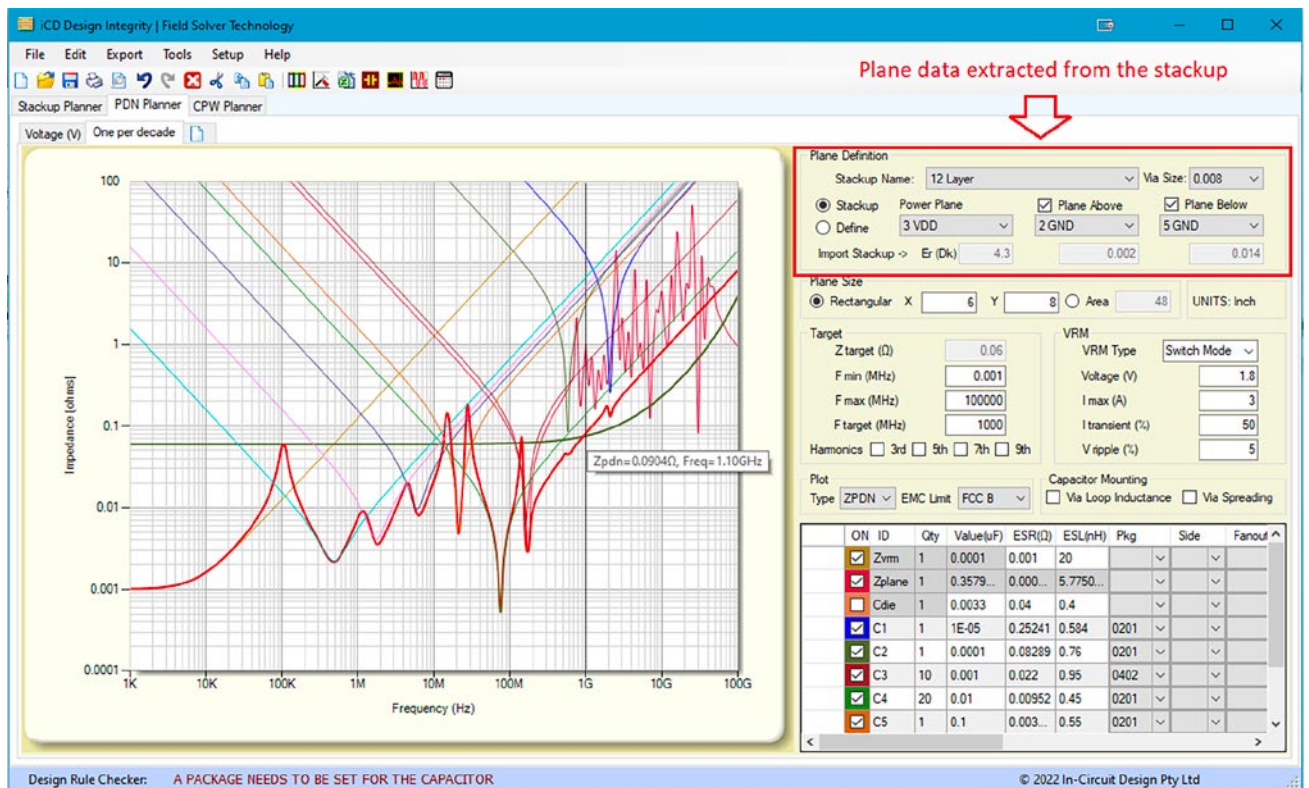 iCD Design Integrity | Field Solver Technology
File Edit Export Tools Setup Help
Plane data extracted from the stackup
Stackup Planner PDN Planner CPW Planner
Voltage (V) One per decade
Plane Definition
Stackup Name: 12 Layer Via Size: 0.008
Stackup Power Plane Plane Above Plane Below
Define 3 VDD 2 GND 5 GND
Import Stackup -> Er (Dk) 4.3 0.002 0.014
Plane Size
Rectangular X 6 Y 8 Area 48 UNITS: Inch
Target
Z target (Ω) 0.06
F min (MHz) 0.001
F max (MHz) 100000
F target (MHz) 1000
Harmonics 3rd 5th 7th 9th
VRM
VRM Type Switch Mode
Voltage (V) 1.8
I max (A) 3
I transient (%) 50
V ripple (%) 5
Plot
Type ZPDN EMC Limit FCC B
Capacitor Mounting
Via Loop Inductance Via Spreading
ON ID Qty Value(uF) ESR(Ω) ESL(nH) Pkg Side Fanout
Zvrm 1 0.0001 0.001 20
Zplane 1 0.3579... 0.000... 5.7750...
Cdie 1 0.0033 0.04 0.4
C1 1 1E-05 0.25241 0.584 0201
C2 1 0.0001 0.08289 0.76 0201
C3 10 0.001 0.022 0.95 0402
C4 20 0.01 0.00952 0.45 0201
C5 1 0.1 0.003... 0.55 0201
Impedance [ohms]
100
10
1
0.1
0.01
0.001
0.0001
Zpdn=0.0904Ω, Freq=1.10GHz
1K 10K 100K 1M 10M 100M 1G 10G 100G
Frequency (Hz)
Design Rule Checker: A PACKAGE NEEDS TO BE SET FOR THE CAPACITOR
© 2022 In-Circuit Design Pty Ltd